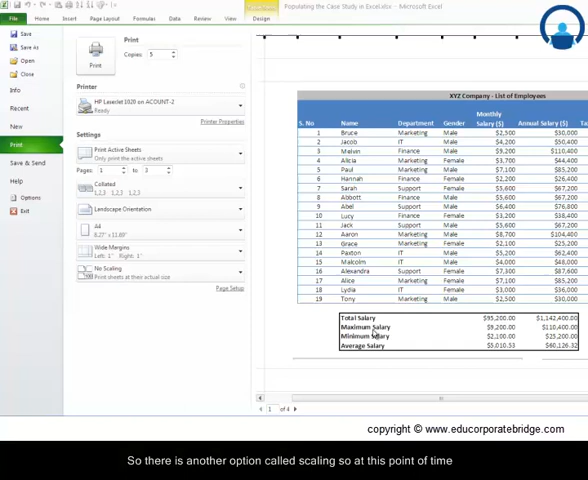 Populating the Case Study in Excel.xlsx - Microsoft Excel
File Home Insert Page Layout Formulas Data Review View Design
Save
Save As
Open
Close
Info
Recent
New
Print
Save & Send
Help
Options
Exit
Print
Copies: 5
Print
Printer
HP LaserJet 1020 on ACOUNT-2
Ready
Printer Properties
Settings
Print Active Sheets
Only print the active sheets
Pages: 1 to 2
Collated
1,2,3 1,2,3 1,2,3
Landscape Orientation
A4
8.27" x 11.69"
Wide Margins
Left: 1" Right: 1"
No Scaling
Print sheets at their actual size
Page Setup
XYZ Company - List of Employees
S. No Name Department Gender Monthly Salary ($) Annual Salary ($)
1 Bruce Marketing Male $2,500 $30,000
2 Jacob IT Male $4,200 $50,400
3 Melvin Finance Male $9,200 $110,400
4 Alicia Marketing Female $3,700 $44,400
5 Paul Marketing Male $7,100 $85,200
6 Hannah Finance Female $2,200 $26,400
7 Sarah Support Female $5,600 $67,200
8 Abbott Finance Male $5,600 $67,200
9 Abel Support Male $6,400 $76,800
10 Lucy Finance Female $3,200 $38,400
11 Jack Support Male $5,600 $67,200
12 Aaron Marketing Male $8,700 $104,400
13 Grace Marketing Female $2,100 $25,200
14 Paxton IT Male $5,200 $62,400
15 Malcolm IT Male $4,000 $48,000
16 Alexandra Support Female $7,300 $87,600
17 Alice Marketing Female $7,100 $85,200
18 Lydia IT Female $3,000 $36,000
19 Tony Marketing Male $2,500 $30,000
Total Salary $95,200.00 $1,142,400.00
Maximum Salary $9,200.00 $110,400.00
Minimum Salary $2,100.00 $25,200.00
Average Salary $5,010.53 $60,126.32
1 of 4
copyright © www.educorporatebridge.com
So there is another option called scaling so at this point of time